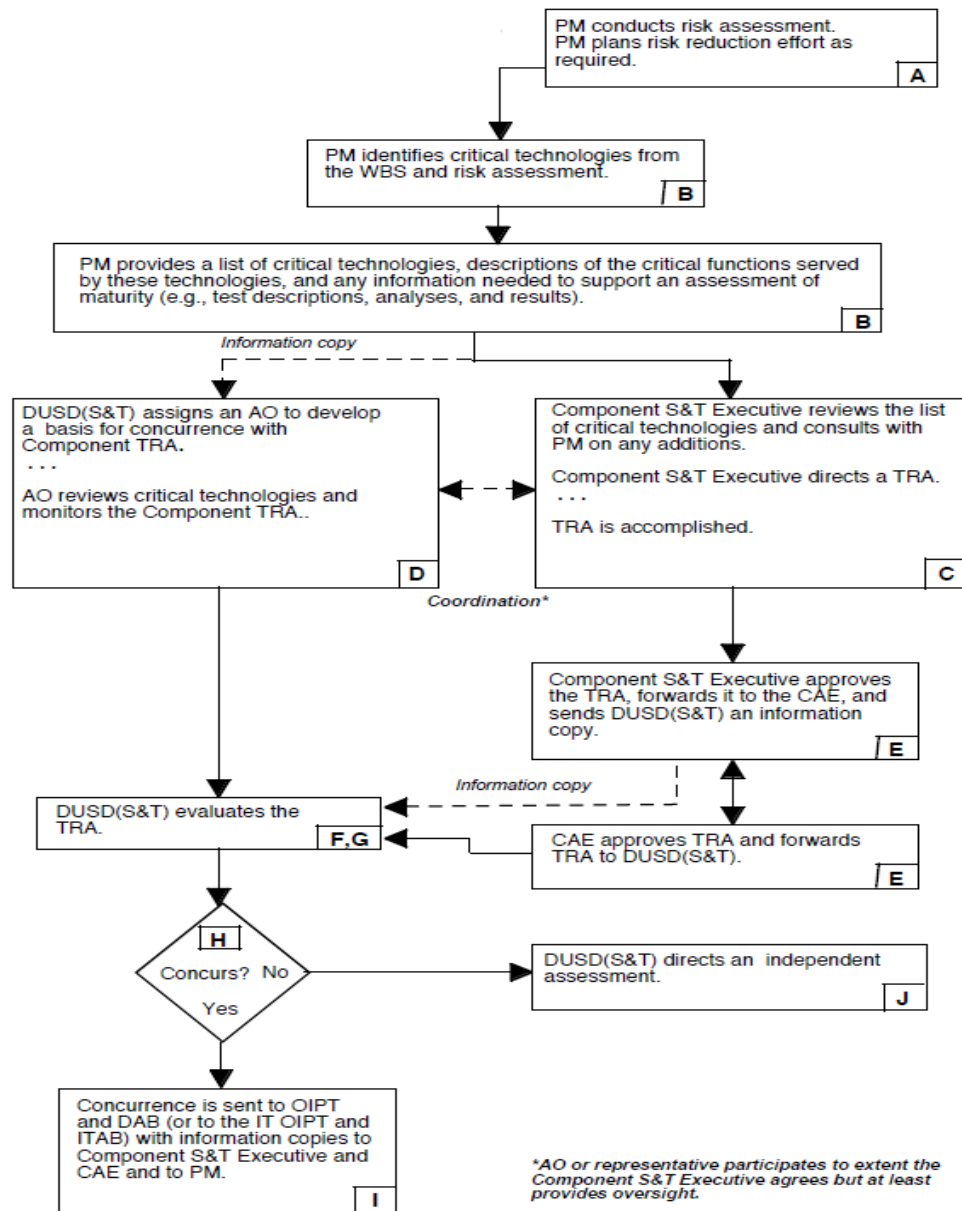 PM conducts risk assessment.
PM plans risk reduction effort as
required.
A
PM identifies critical technologies from
the WBS and risk assessment.
B
PM provides a list of critical technologies, descriptions of the critical functions served
by these technologies, and any information needed to support an assessment of
maturity (e.g., test descriptions, analyses, and results).
B
Information copy
DUSD(S&T) assigns an AO to develop
a basis for concurrence with
Component TRA.
. . .
AO reviews critical technologies and
monitors the Component TRA..
D
Component S&T Executive reviews the list
of critical technologies and consults with
PM on any additions.
Component S&T Executive directs a TRA.
. . .
TRA is accomplished.
C
Coordination*
Component S&T Executive approves
the TRA, forwards it to the CAE, and
sends DUSD(S&T) an information
copy.
E
Information copy
DUSD(S&T) evaluates the
TRA.
F,G
CAE approves TRA and forwards
TRA to DUSD(S&T).
E
H
Concurs? No
Yes
DUSD(S&T) directs an independent
assessment.
J
Concurrence is sent to OIPT
and DAB (or to the IT OIPT and
ITAB) with information copies to
Component S&T Executive and
CAE and to PM.
I
*AO or representative participates to extent the
Component S&T Executive agrees but at least
provides oversight.